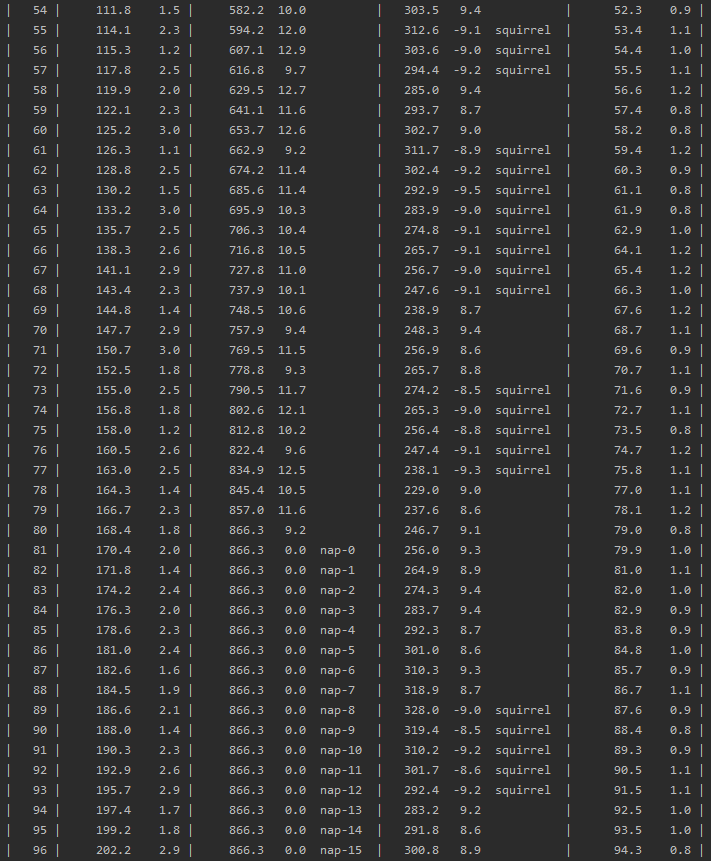 | 54 | 111.8 1.5 | 582.2 10.0 | 303.5 9.4 | 52.3 0.9 |
| 55 | 114.1 2.3 | 594.2 12.0 | 312.6 -9.1 squirrel | 53.4 1.1 |
| 56 | 115.3 1.2 | 607.1 12.9 | 303.6 -9.0 squirrel | 54.4 1.0 |
| 57 | 117.8 2.5 | 616.8 9.7 | 294.4 -9.2 squirrel | 55.5 1.1 |
| 58 | 119.9 2.0 | 629.5 12.7 | 285.0 9.4 | 56.6 1.2 |
| 59 | 122.1 2.3 | 641.1 11.6 | 293.7 8.7 | 57.4 0.8 |
| 60 | 125.2 3.0 | 653.7 12.6 | 302.7 9.0 | 58.2 0.8 |
| 61 | 126.3 1.1 | 662.9 9.2 | 311.7 -8.9 squirrel | 59.4 1.2 |
| 62 | 128.8 2.5 | 674.2 11.4 | 302.4 -9.2 squirrel | 60.3 0.9 |
| 63 | 130.2 1.5 | 685.6 11.4 | 292.9 -9.5 squirrel | 61.1 0.8 |
| 64 | 133.2 3.0 | 695.9 10.3 | 283.9 -9.0 squirrel | 61.9 0.8 |
| 65 | 135.7 2.5 | 706.3 10.4 | 274.8 -9.1 squirrel | 62.9 1.0 |
| 66 | 138.3 2.6 | 716.8 10.5 | 265.7 -9.1 squirrel | 64.1 1.2 |
| 67 | 141.1 2.9 | 727.8 11.0 | 256.7 -9.0 squirrel | 65.4 1.2 |
| 68 | 143.4 2.3 | 737.9 10.1 | 247.6 -9.1 squirrel | 66.3 1.0 |
| 69 | 144.8 1.4 | 748.5 10.6 | 238.9 8.7 | 67.6 1.2 |
| 70 | 147.7 2.9 | 757.9 9.4 | 248.3 9.4 | 68.7 1.1 |
| 71 | 150.7 3.0 | 769.5 11.5 | 256.9 8.6 | 69.6 0.9 |
| 72 | 152.5 1.8 | 778.8 9.3 | 265.7 8.8 | 70.7 1.1 |
| 73 | 155.0 2.5 | 790.5 11.7 | 274.2 -8.5 squirrel | 71.6 0.9 |
| 74 | 156.8 1.8 | 802.6 12.1 | 265.3 -9.0 squirrel | 72.7 1.1 |
| 75 | 158.0 1.2 | 812.8 10.2 | 256.4 -8.8 squirrel | 73.5 0.8 |
| 76 | 160.5 2.6 | 822.4 9.6 | 247.4 -9.1 squirrel | 74.7 1.2 |
| 77 | 163.0 2.5 | 834.9 12.5 | 238.1 -9.3 squirrel | 75.8 1.1 |
| 78 | 164.3 1.4 | 845.4 10.5 | 229.0 9.0 | 77.0 1.1 |
| 79 | 166.7 2.3 | 857.0 11.6 | 237.6 8.6 | 78.1 1.2 |
| 80 | 168.4 1.8 | 866.3 9.2 | 246.7 9.1 | 79.0 0.8 |
| 81 | 170.4 2.0 | 866.3 0.0 nap-0 | 256.0 9.3 | 79.9 1.0 |
| 82 | 171.8 1.4 | 866.3 0.0 nap-1 | 264.9 8.9 | 81.0 1.1 |
| 83 | 174.2 2.4 | 866.3 0.0 nap-2 | 274.3 9.4 | 82.0 1.0 |
| 84 | 176.3 2.0 | 866.3 0.0 nap-3 | 283.7 9.4 | 82.9 0.9 |
| 85 | 178.6 2.3 | 866.3 0.0 nap-4 | 292.3 8.7 | 83.8 0.9 |
| 86 | 181.0 2.4 | 866.3 0.0 nap-5 | 301.0 8.6 | 84.8 1.0 |
| 87 | 182.6 1.6 | 866.3 0.0 nap-6 | 310.3 9.3 | 85.7 0.9 |
| 88 | 184.5 1.9 | 866.3 0.0 nap-7 | 318.9 8.7 | 86.7 1.1 |
| 89 | 186.6 2.1 | 866.3 0.0 nap-8 | 328.0 -9.0 squirrel | 87.6 0.9 |
| 90 | 188.0 1.4 | 866.3 0.0 nap-9 | 319.4 -8.5 squirrel | 88.4 0.8 |
| 91 | 190.3 2.3 | 866.3 0.0 nap-10 | 310.2 -9.2 squirrel | 89.3 0.9 |
| 92 | 192.9 2.6 | 866.3 0.0 nap-11 | 301.7 -8.6 squirrel | 90.5 1.1 |
| 93 | 195.7 2.9 | 866.3 0.0 nap-12 | 292.4 -9.2 squirrel | 91.5 1.1 |
| 94 | 197.4 1.7 | 866.3 0.0 nap-13 | 283.2 9.2 | 92.5 1.0 |
| 95 | 199.2 1.8 | 866.3 0.0 nap-14 | 291.8 8.6 | 93.5 1.0 |
| 96 | 202.2 2.9 | 866.3 0.0 nap-15 | 300.8 8.9 | 94.3 0.8 |